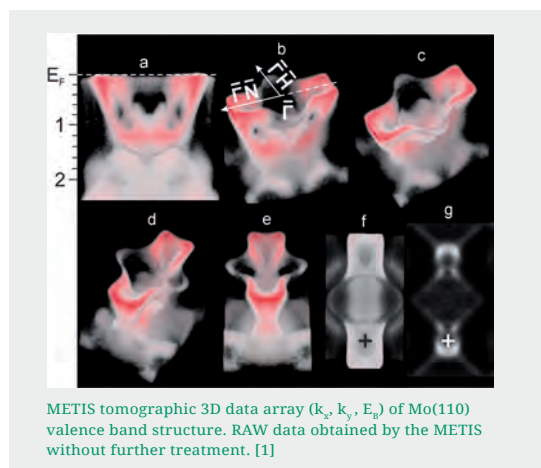 a
b
c
E_F
Γ̄H̄
Γ̄N̄
Γ̄
1
2
d
e
f
g
+
+
METIS tomographic 3D data array (kₓ, k_y, E_B) of Mo(110)
valence band structure. RAW data obtained by the METIS
without further treatment. [1]